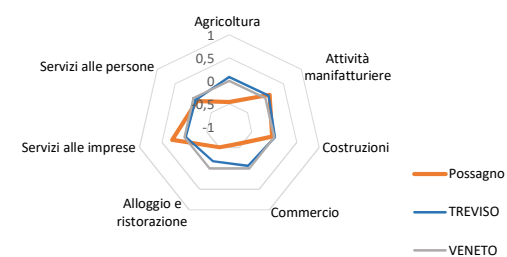 Agricoltura
1
0,5
0
-0,5
-1
Attività
manifatturiere
Servizi alle persone
Servizi alle imprese
Costruzioni
Alloggio e
ristorazione
Commercio
Possagno
TREVISO
VENETO